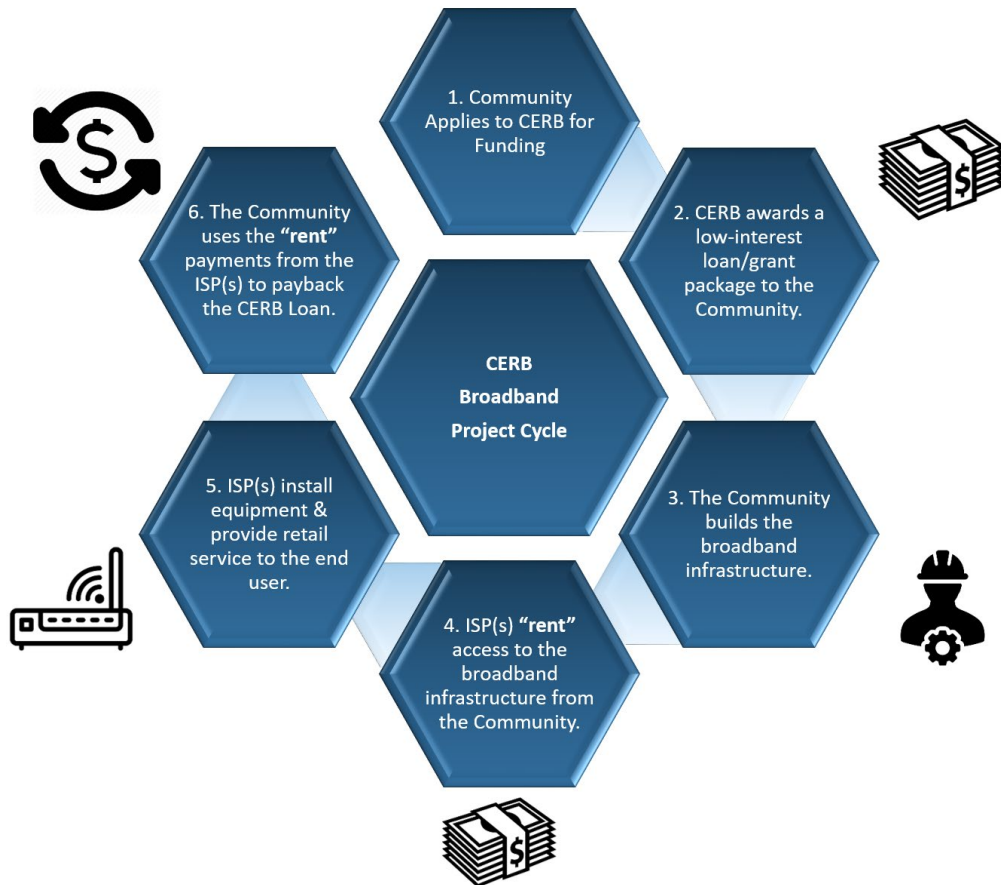 1. Community
Applies to CERB for
Funding
2. CERB awards a
low-interest
loan/grant
package to the
Community.
3. The Community
builds the
broadband
infrastructure.
4. ISP(s) “rent”
access to the
broadband
infrastructure from
the Community.
5. ISP(s) install
equipment &
provide retail
service to the end
user.
6. The Community
uses the “rent”
payments from the
ISP(s) to payback
the CERB Loan.
CERB
Broadband
Project Cycle
$
$
$